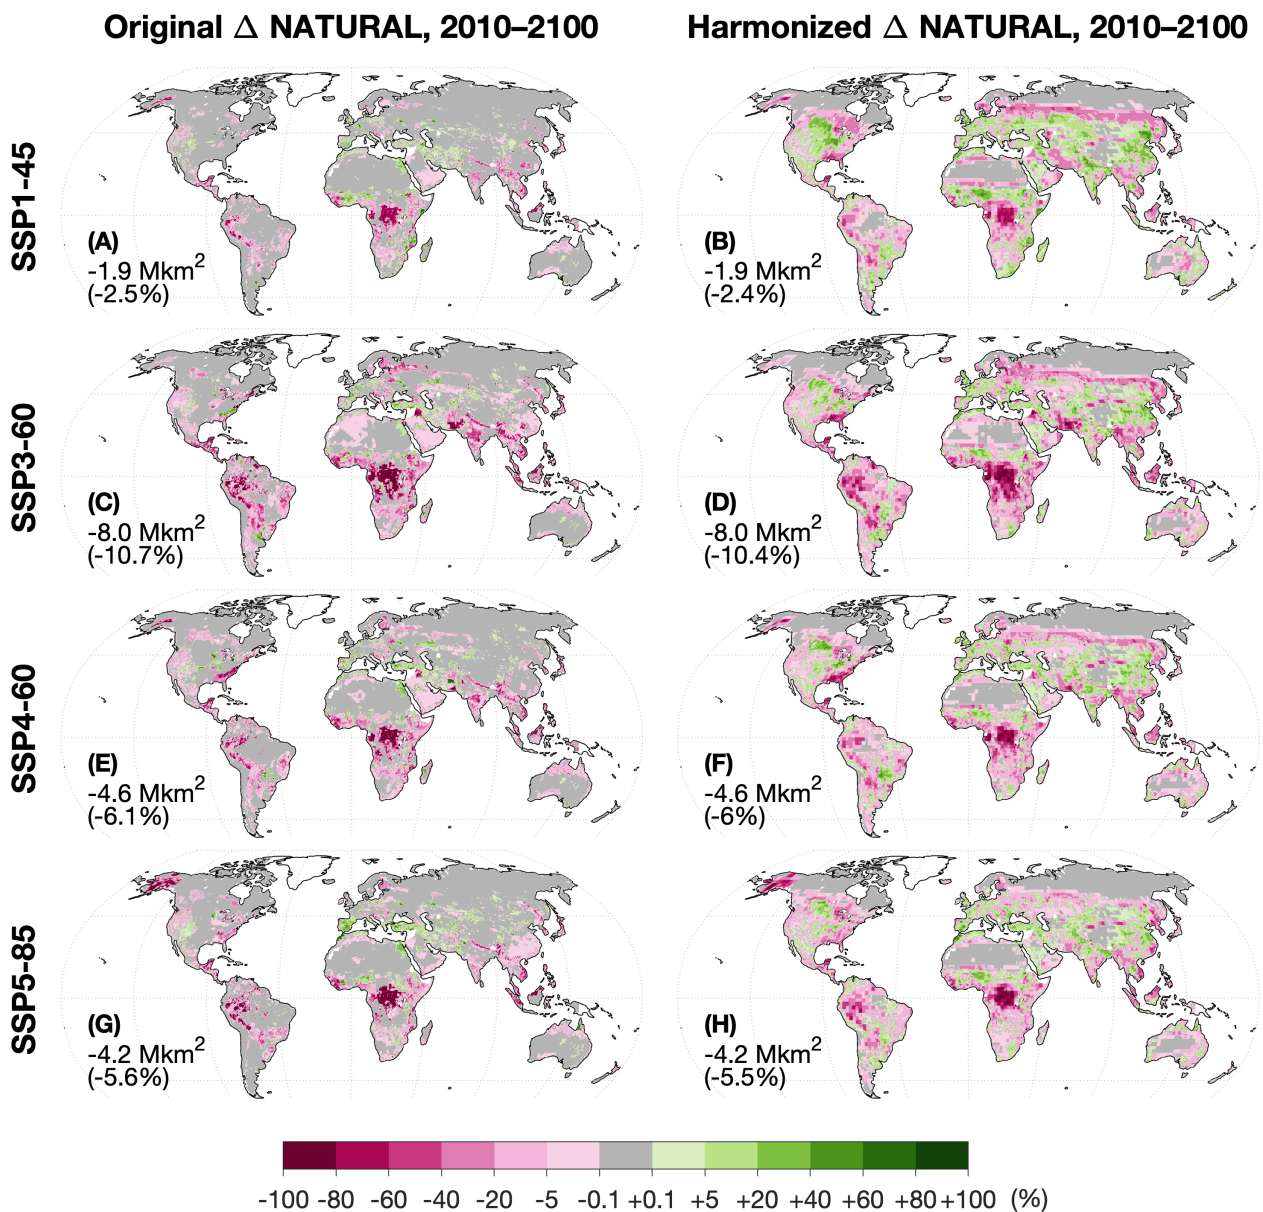 Original Δ NATURAL, 2010–2100
Harmonized Δ NATURAL, 2010–2100
SSP1-45
(A)
-1.9 Mkm2
(-2.5%)
(B)
-1.9 Mkm2
(-2.4%)
SSP3-60
(C)
-8.0 Mkm2
(-10.7%)
(D)
-8.0 Mkm2
(-10.4%)
SSP4-60
(E)
-4.6 Mkm2
(-6.1%)
(F)
-4.6 Mkm2
(-6%)
SSP5-85
(G)
-4.2 Mkm2
(-5.6%)
(H)
-4.2 Mkm2
(-5.5%)
-100 -80 -60 -40 -20 -5 -0.1 +0.1 +5 +20 +40 +60 +80 +100 (%)